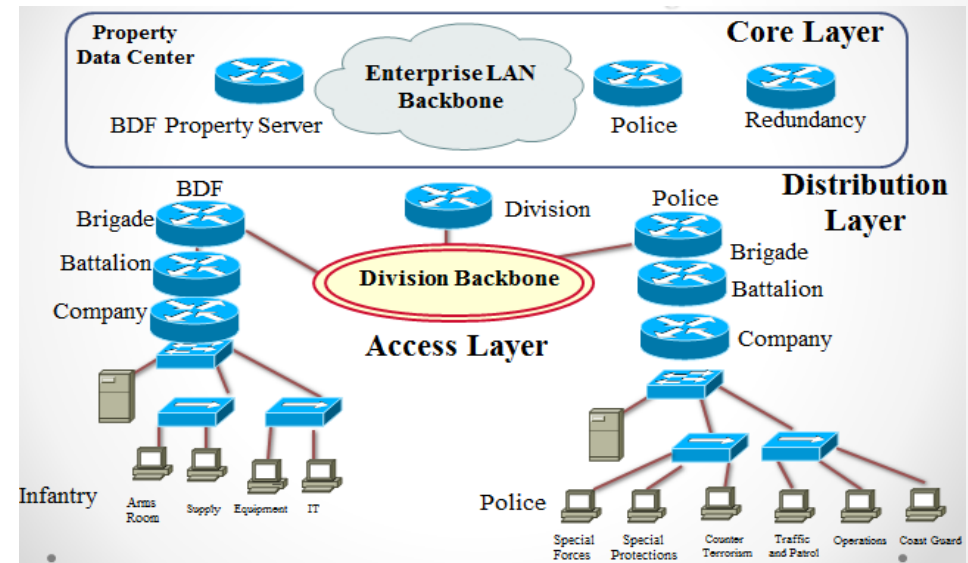 Property
Data Center
Core Layer
Enterprise LAN
Backbone
BDF Property Server
Police
Redundancy
BDF
Brigade
Battalion
Company
Division
Division Backbone
Distribution
Layer
Police
Brigade
Battalion
Company
Access Layer
Infantry
Arms
Room
Supply
Equipment
IT
Police
Special
Forces
Special
Protections
Counter
Terrorism
Traffic
and Patrol
Operations
Coast Guard